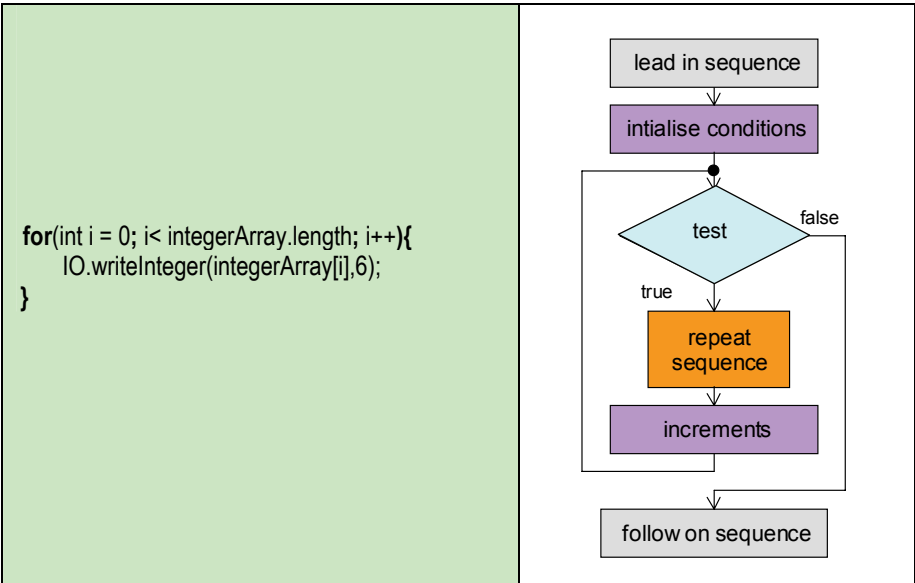 for(int i = 0; i< integerArray.length; i++){
IO.writeInteger(integerArray[i],6);
}
lead in sequence
intialise conditions
test
false
true
repeat
sequence
increments
follow on sequence